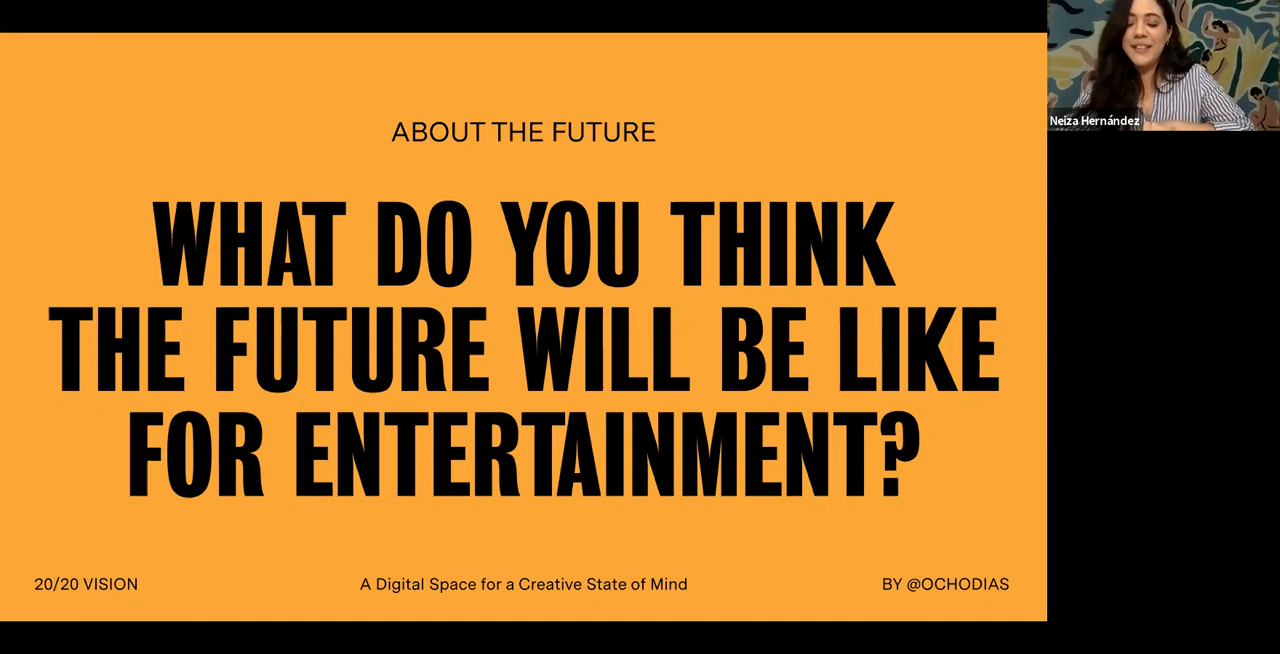 ABOUT THE FUTURE
WHAT DO YOU THINK
THE FUTURE WILL BE LIKE
FOR ENTERTAINMENT?
20/20 VISION
A Digital Space for a Creative State of Mind
BY @OCHODIAS
Neiza Hernández